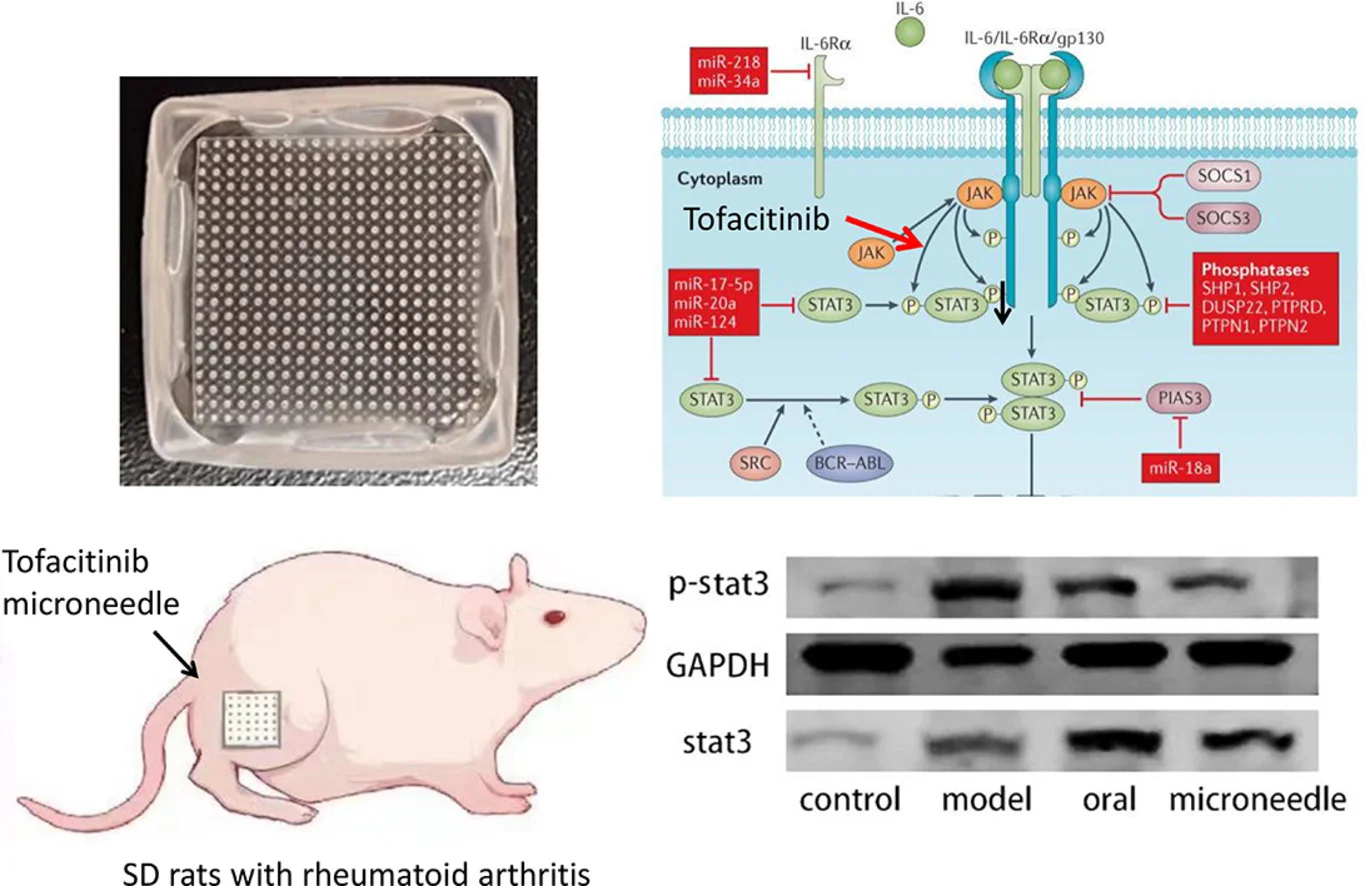 IL-6
IL-6Rα
IL-6/IL-6Rα/gp130
miR-218
miR-34a
Cytoplasm
JAK
JAK
SOCS1
SOCS3
Tofacitinib
JAK
P
P
Phosphatases
SHP1, SHP2,
DUSP22, PTPRD,
PTPN1, PTPN2
miR-17-5p
miR-20a
miR-124
STAT3
P
STAT3
P
P
STAT3
P
STAT3
STAT3
P
STAT3
P
P
STAT3
PIAS3
SRC
BCR–ABL
miR-18a
Tofacitinib
microneedle
SD rats with rheumatoid arthritis
p-stat3
GAPDH
stat3
control model oral microneedle